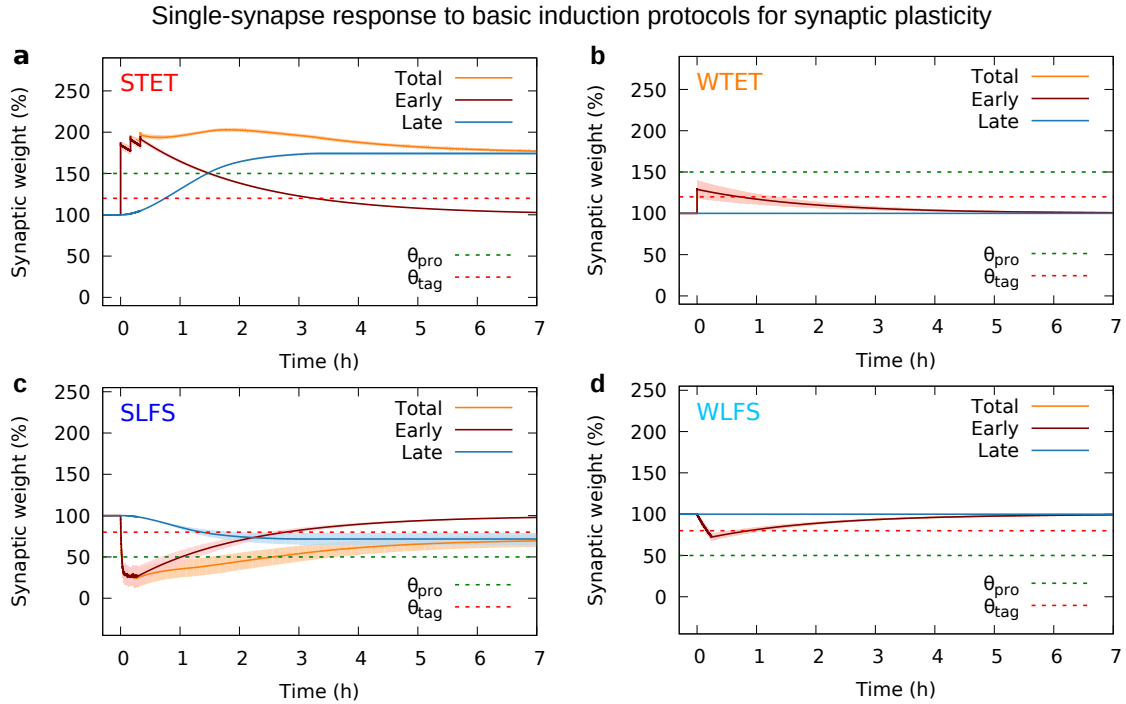 Single-synapse response to basic induction protocols for synaptic plasticity
a
STET
Total
Early
Late
θpro
θtag
Synaptic weight (%)
250
200
150
100
50
0
0 1 2 3 4 5 6 7
Time (h)
b
WTET
Total
Early
Late
θpro
θtag
Synaptic weight (%)
250
200
150
100
50
0
0 1 2 3 4 5 6 7
Time (h)
c
SLFS
Total
Early
Late
θpro
θtag
Synaptic weight (%)
250
200
150
100
50
0
0 1 2 3 4 5 6 7
Time (h)
d
WLFS
Total
Early
Late
θpro
θtag
Synaptic weight (%)
250
200
150
100
50
0
0 1 2 3 4 5 6 7
Time (h)